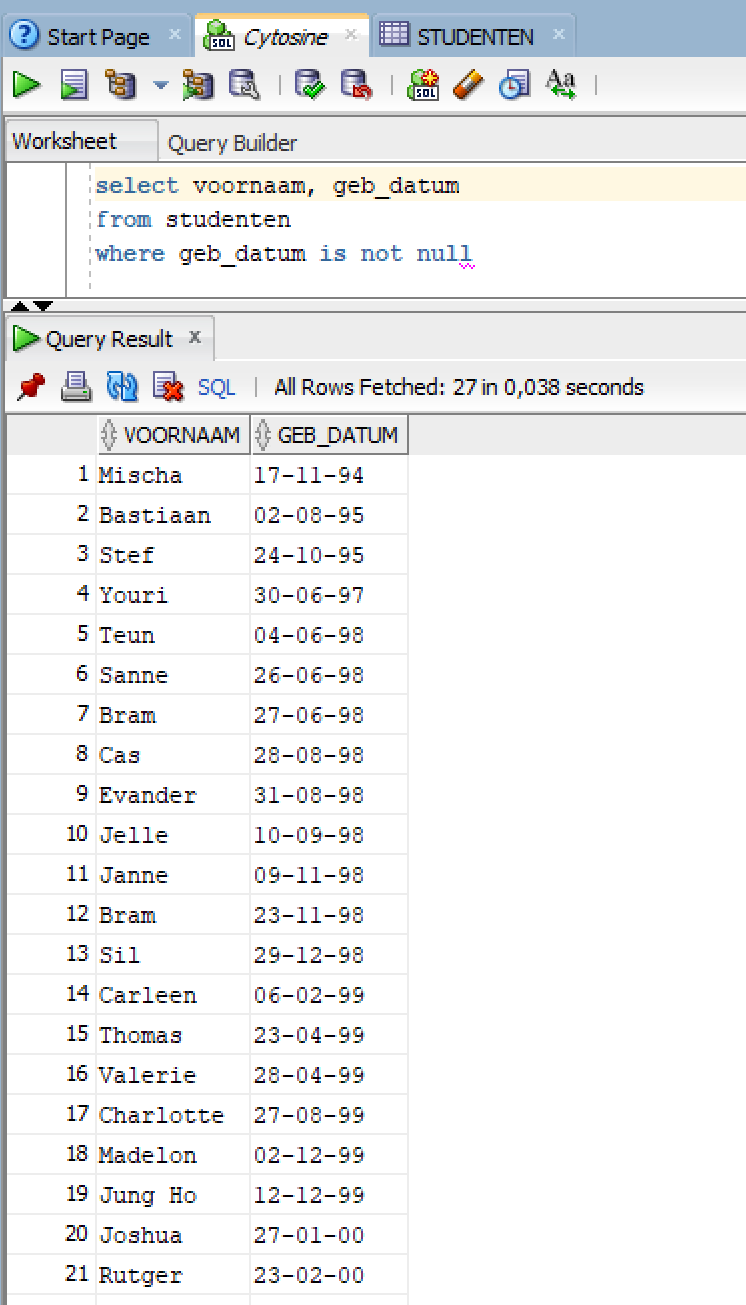 Start Page × Cytosine × STUDENTEN ×
SQL Aa
Worksheet Query Builder
select voornaam, geb_datum
from studenten
where geb_datum is not null
Query Result ×
SQL | All Rows Fetched: 27 in 0,038 seconds
VOORNAAM GEB_DATUM
1 Mischa 17-11-94
2 Bastiaan 02-08-95
3 Stef 24-10-95
4 Youri 30-06-97
5 Teun 04-06-98
6 Sanne 26-06-98
7 Bram 27-06-98
8 Cas 28-08-98
9 Evander 31-08-98
10 Jelle 10-09-98
11 Janne 09-11-98
12 Bram 23-11-98
13 Sil 29-12-98
14 Carleen 06-02-99
15 Thomas 23-04-99
16 Valerie 28-04-99
17 Charlotte 27-08-99
18 Madelon 02-12-99
19 Jung Ho 12-12-99
20 Joshua 27-01-00
21 Rutger 23-02-00